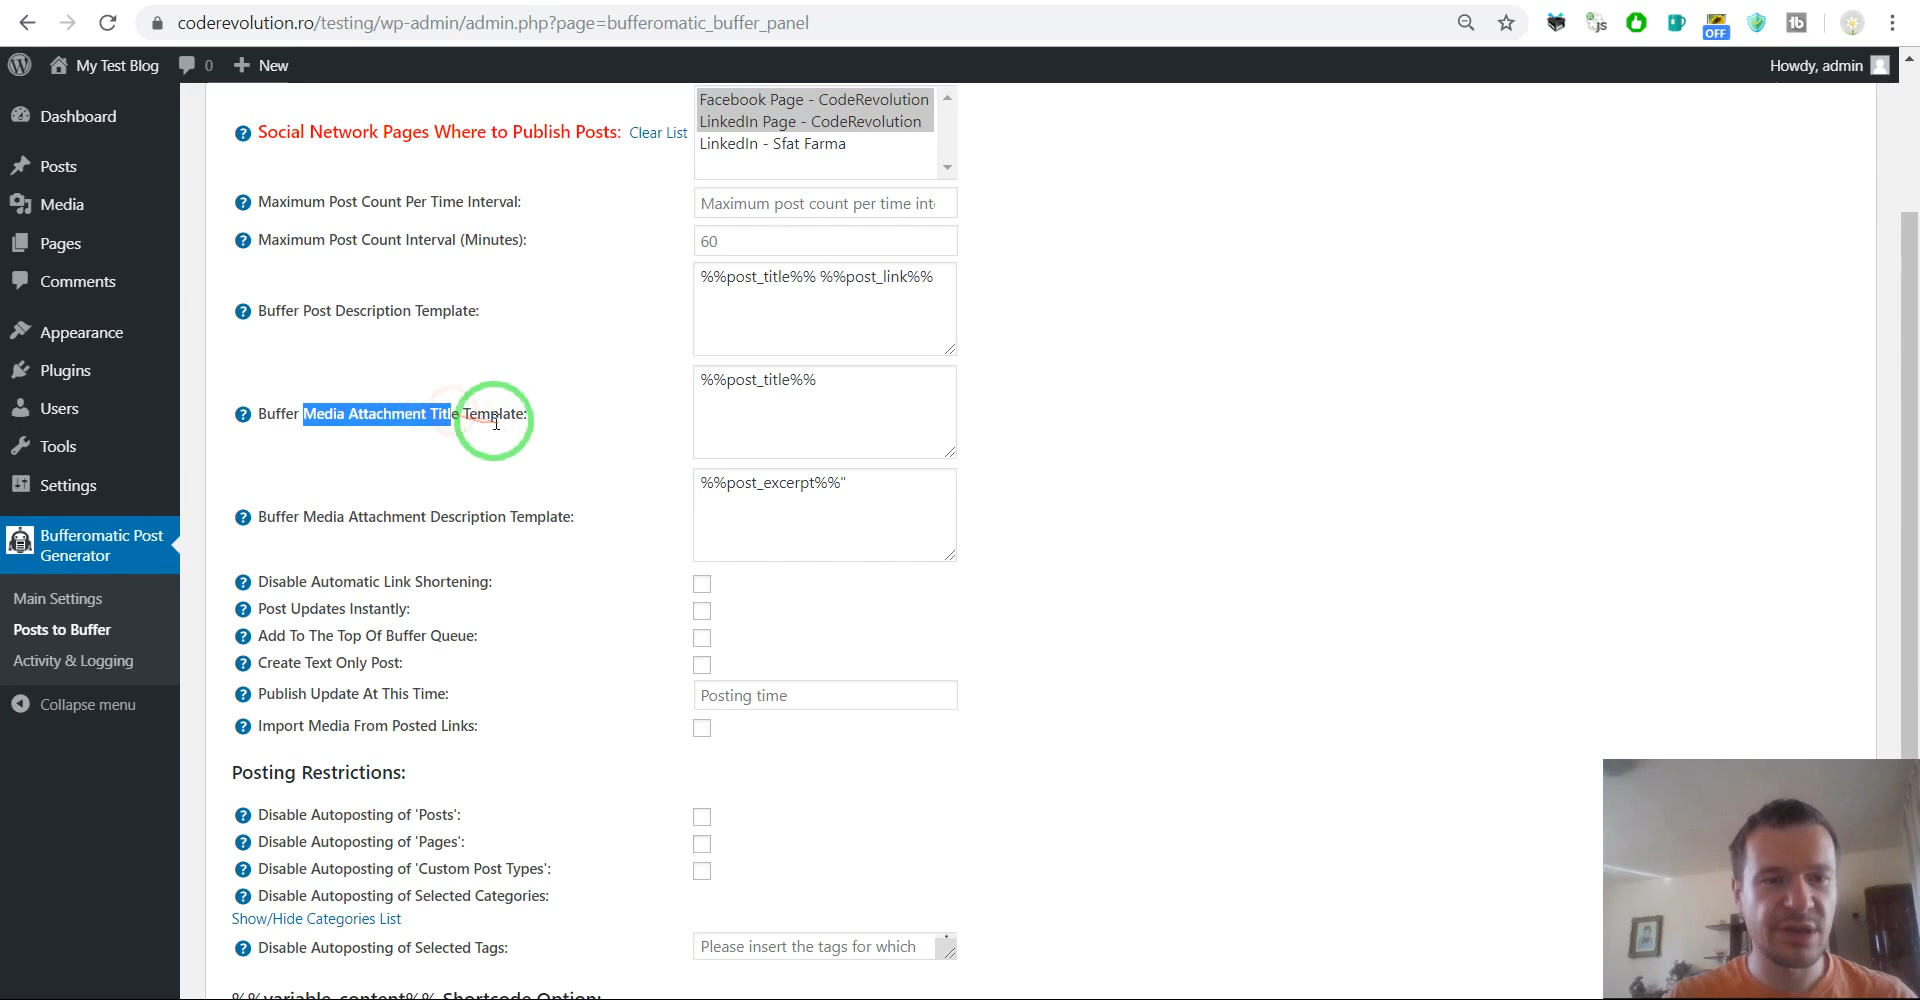 coderevolution.ro/testing/wp-admin/admin.php?page=bufferomatic_buffer_panel
js
OFF
My Test Blog
0
New
Howdy, admin
Dashboard
Posts
Media
Pages
Comments
Appearance
Plugins
Users
Tools
Settings
Bufferomatic Post
Generator
Main Settings
Posts to Buffer
Activity & Logging
Collapse menu
Social Network Pages Where to Publish Posts: Clear List
Facebook Page - CodeRevolution
LinkedIn Page - CodeRevolution
LinkedIn - Sfat Farma
Maximum Post Count Per Time Interval:
Maximum post count per time int
Maximum Post Count Interval (Minutes):
60
Buffer Post Description Template:
%%post_title%% %%post_link%%
Buffer Media Attachment Title Template:
%%post_title%%
Buffer Media Attachment Description Template:
%%post_excerpt%%"
Disable Automatic Link Shortening:
Post Updates Instantly:
Add To The Top Of Buffer Queue:
Create Text Only Post:
Publish Update At This Time:
Posting time
Import Media From Posted Links:
Posting Restrictions:
Disable Autoposting of 'Posts':
Disable Autoposting of 'Pages':
Disable Autoposting of 'Custom Post Types':
Disable Autoposting of Selected Categories:
Show/Hide Categories List
Disable Autoposting of Selected Tags:
Please insert the tags for which
%%variable_content%% Shortcode Option: